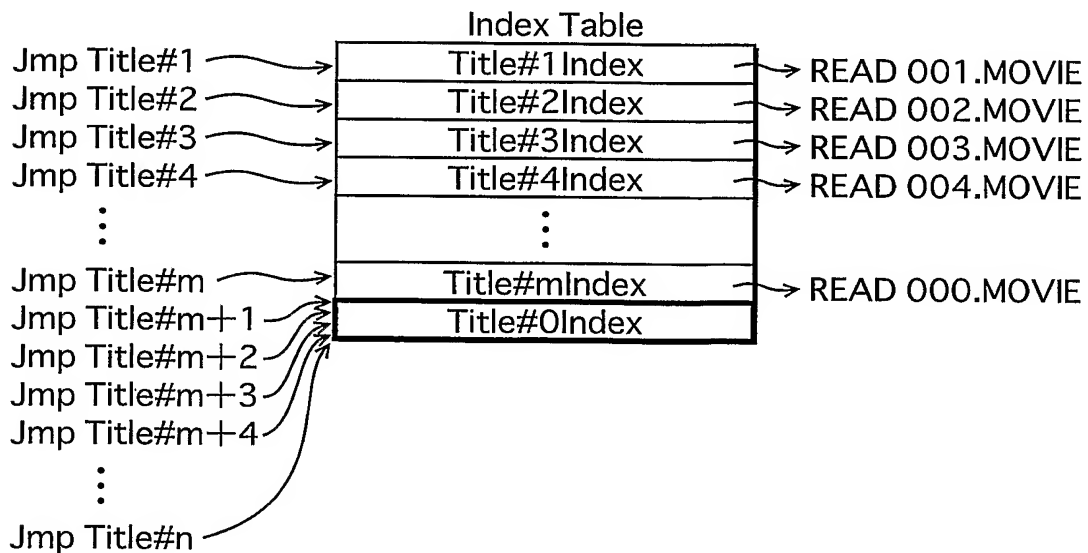 Index Table
Jmp Title#1 Title#1Index READ 001.MOVIE
Jmp Title#2 Title#2Index READ 002.MOVIE
Jmp Title#3 Title#3Index READ 003.MOVIE
Jmp Title#4 Title#4Index READ 004.MOVIE
⋮ ⋮
Jmp Title#m Title#mIndex READ 000.MOVIE
Jmp Title#m+1 Title#0Index
Jmp Title#m+2
Jmp Title#m+3
Jmp Title#m+4
⋮
Jmp Title#n